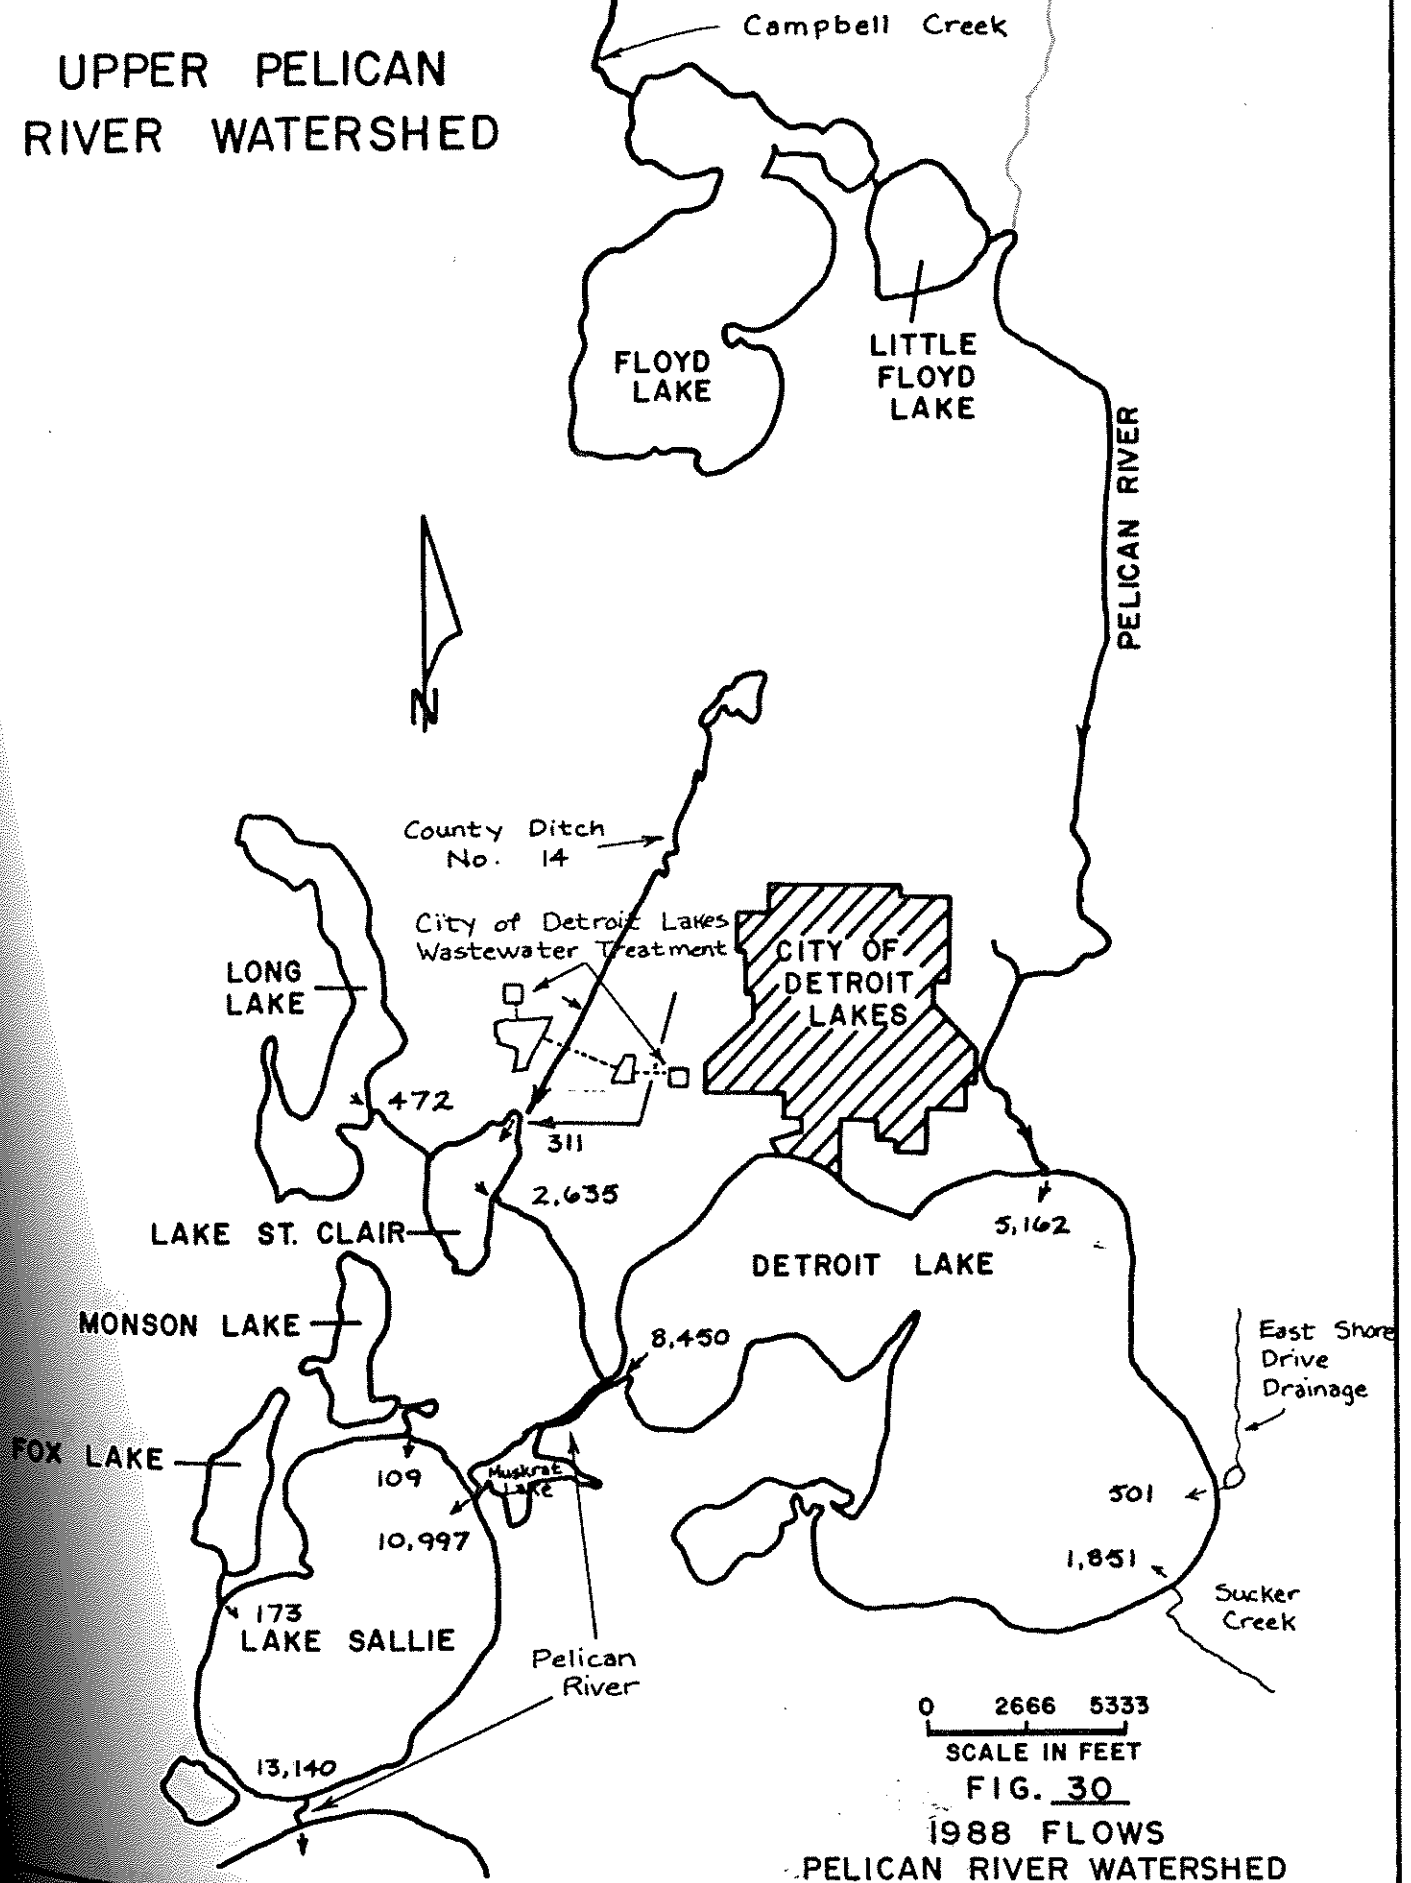 Campbell Creek
UPPER PELICAN
RIVER WATERSHED
FLOYD
LAKE
LITTLE
FLOYD
LAKE
PELICAN RIVER
N
County Ditch
No. 14
City of Detroit Lakes
Wastewater Treatment
CITY OF
DETROIT
LAKES
LONG
LAKE
472
311
2,635
LAKE ST. CLAIR
5,162
DETROIT LAKE
MONSON LAKE
8,450
East Shore
Drive
Drainage
FOX LAKE
109
Muskrat
Lake
501
10,997
1,851
Sucker
Creek
173
LAKE SALLIE
Pelican
River
13,140
0 2666 5333
SCALE IN FEET
FIG. 30
1988 FLOWS
PELICAN RIVER WATERSHED